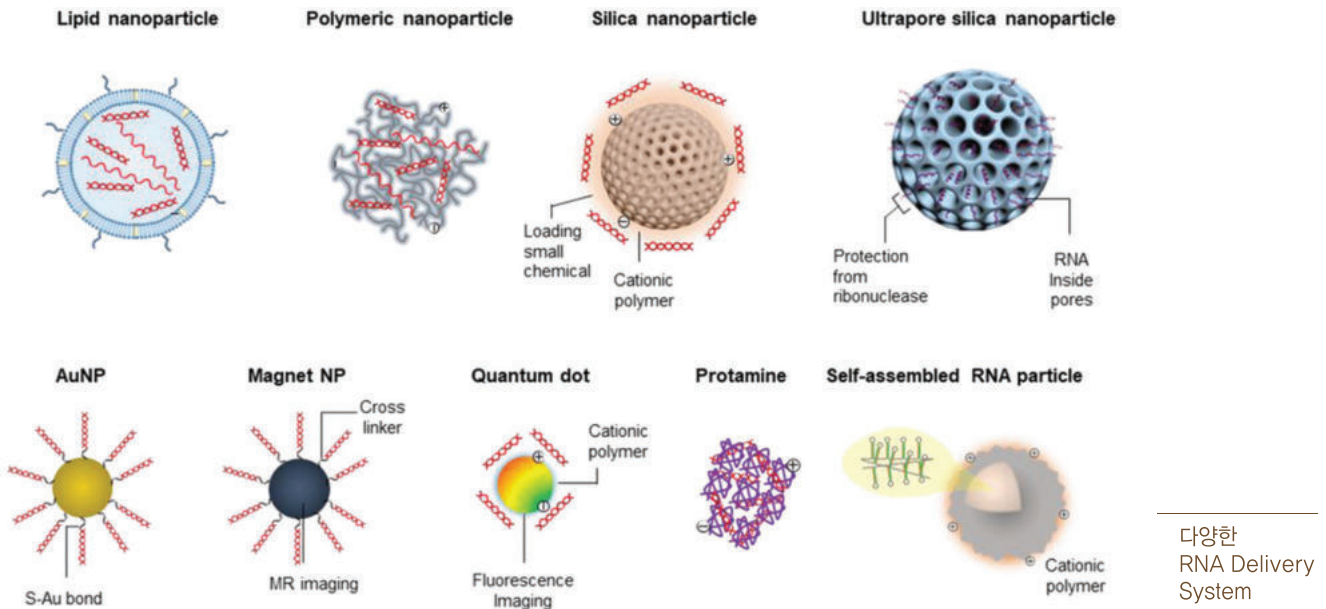 Lipid nanoparticle
Polymeric nanoparticle
Silica nanoparticle
Ultrapore silica nanoparticle
Loading
small
chemical
Cationic
polymer
Protection
from
ribonuclease
RNA
Inside
pores
AuNP
Magnet NP
Quantum dot
Protamine
Self-assembled RNA particle
Cross
linker
Cationic
polymer
S-Au bond
MR imaging
Fluorescence
Imaging
Cationic
polymer
다양한
RNA Delivery
System